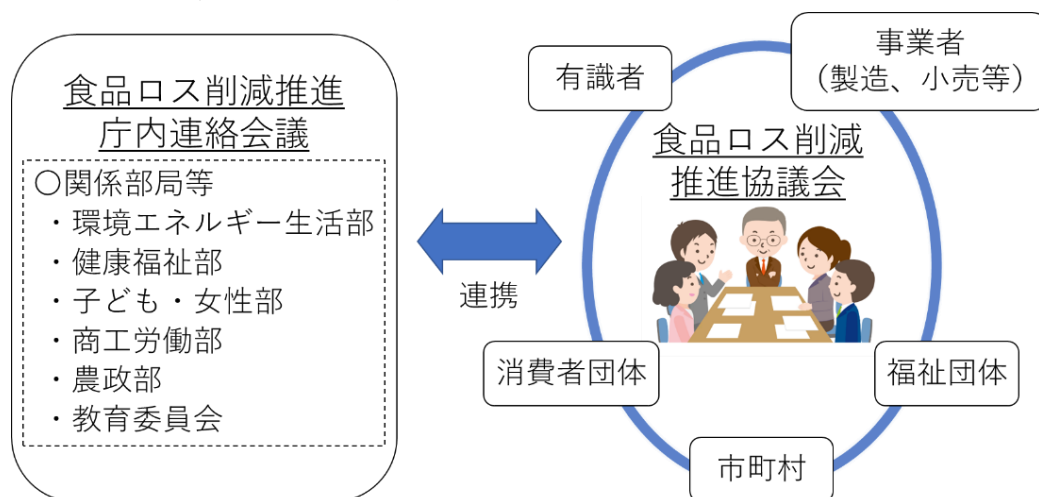 食品ロス削減推進
庁内連絡会議
〇関係部局等
・環境エネルギー生活部
・健康福祉部
・子ども・女性部
・商工労働部
・農政部
・教育委員会
連携
有識者
事業者
（製造、小売等）
食品ロス削減
推進協議会
消費者団体
福祉団体
市町村